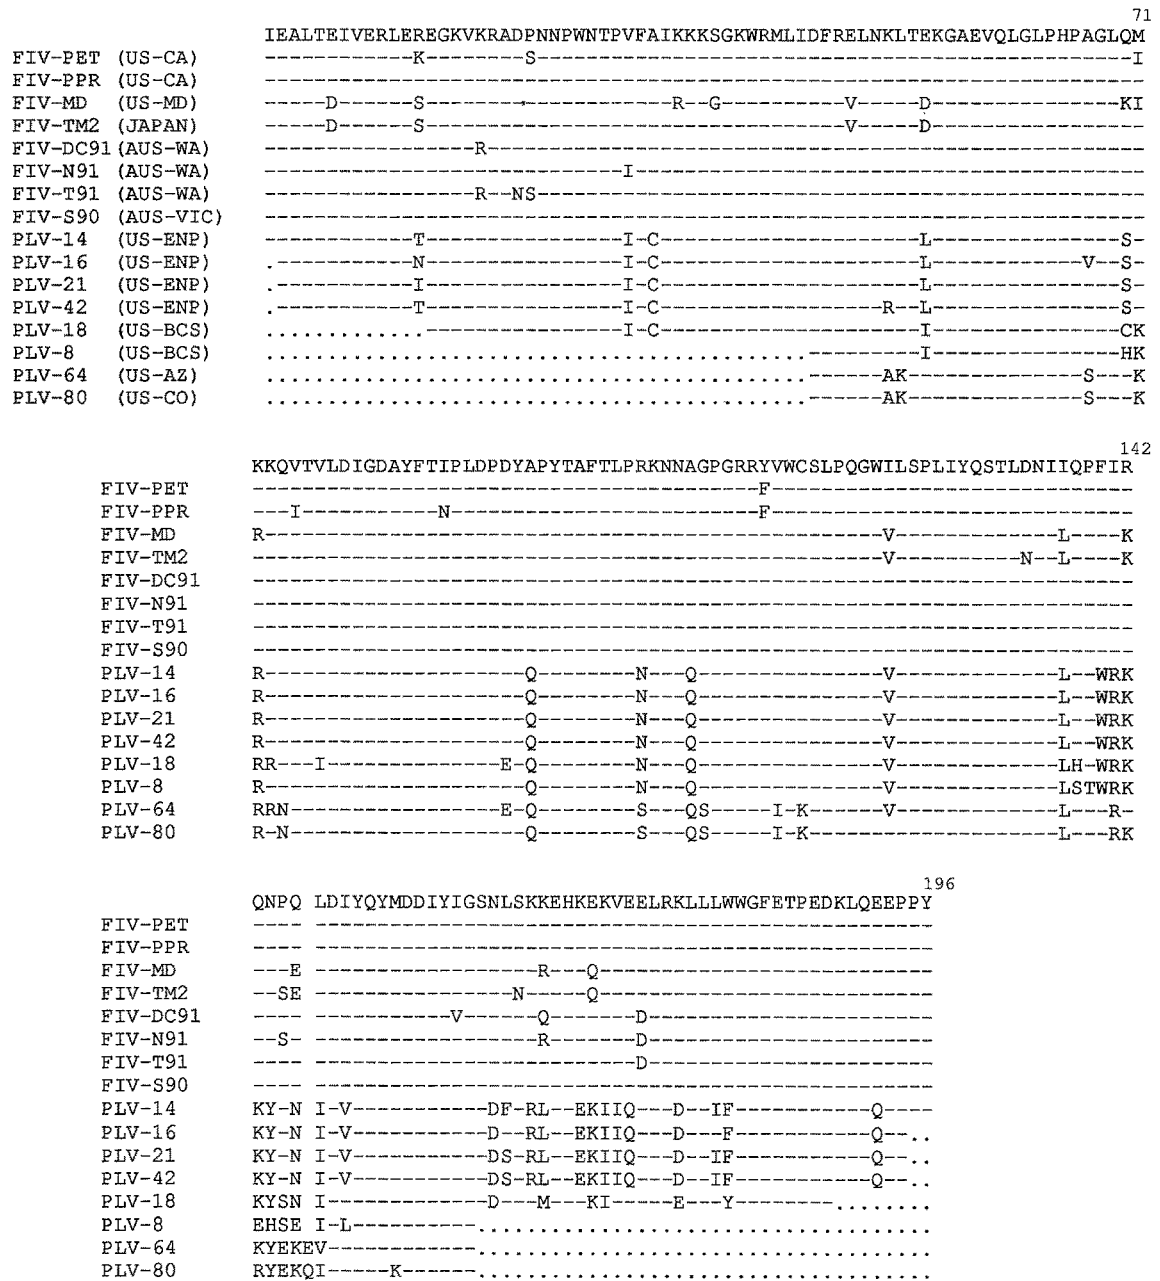 71
IEALTEIVERLEREGKVKRADPNNPWNTPVFAIKKKSGKWRMLIDFRELNKLTEKGAEVQLGLPHPAGLQM
FIV-PET (US-CA) ------------K--------S------------------------------------------------I
FIV-PPR (US-CA) -----------------------------------------------------------------------
FIV-MD (US-MD) -----D------S--------------------R--G----------V-----D---------------KI
FIV-TM2 (JAPAN) -----D------S----------------------------------V-----D-----------------
FIV-DC91 (AUS-WA) -----------------R-----------------------------------------------------
FIV-N91 (AUS-WA) -----------------------------I-----------------------------------------
FIV-T91 (AUS-WA) -----------------R--NS-------------------------------------------------
FIV-S90 (AUS-VIC) -----------------------------------------------------------------------
PLV-14 (US-ENP) ------------T----------------I-C---------------------L---------------S-
PLV-16 (US-ENP) .-----------N----------------I-C---------------------L------------V--S-
PLV-21 (US-ENP) .-----------I----------------I-C---------------------L---------------S-
PLV-42 (US-ENP) .-----------T----------------I-C------------------R--L---------------S-
PLV-18 (US-BCS) .............----------------I-C---------------------I---------------CK
PLV-8 (US-BCS) ............................................---------I---------------HK
PLV-64 (US-AZ) ............................................------AK--------------S---K
PLV-80 (US-CO) ............................................------AK--------------S---K
142
KKQVTVLDIGDAYFTIPLDPDYAPYTAFTLPRKNNAGPGRRYVWCSLPQGWILSPLIYQSTLDNIIQPFIR
FIV-PET -----------------------------------------F-----------------------------
FIV-PPR ---I-----------N-------------------------F-----------------------------
FIV-MD R--------------------------------------------------V-------------L----K
FIV-TM2 ---------------------------------------------------V----------N--L----K
FIV-DC91 -----------------------------------------------------------------------
FIV-N91 -----------------------------------------------------------------------
FIV-T91 -----------------------------------------------------------------------
FIV-S90 -----------------------------------------------------------------------
PLV-14 R---------------------Q--------N---Q---------------V-------------L--WRK
PLV-16 R---------------------Q--------N---Q---------------V-------------L--WRK
PLV-21 R---------------------Q--------N---Q---------------V-------------L--WRK
PLV-42 R---------------------Q--------N---Q---------------V-------------L--WRK
PLV-18 RR---I--------------E-Q--------N---Q---------------V-------------LH-WRK
PLV-8 R---------------------Q--------N---Q---------------V-------------LSTWRK
PLV-64 RRN-----------------E-Q--------S---QS-----I-K------V-------------L---R-
PLV-80 R-N-------------------Q--------S---QS-----I-K--------------------L---RK
196
QNPQ LDIYQYMDDIYIGSNLSKKEHKEKVEELRKLLLWWGFETPEDKLQEEPPY
FIV-PET ---- --------------------------------------------------
FIV-PPR ---- --------------------------------------------------
FIV-MD ---E ------------------R---Q---------------------------
FIV-TM2 --SE ----------------N-----Q---------------------------
FIV-DC91 ---- -----------V------Q-------D-----------------------
FIV-N91 --S- ------------------R-------D-----------------------
FIV-T91 ---- --------------------------D-----------------------
FIV-S90 ---- --------------------------------------------------
PLV-14 KY-N I-V-----------DF-RL--EKIIQ---D--IF-----------Q----
PLV-16 KY-N I-V-----------D--RL--EKIIQ---D---F-----------Q--..
PLV-21 KY-N I-V-----------DS-RL--EKIIQ---D--IF-----------Q--..
PLV-42 KY-N I-V-----------DS-RL--EKIIQ---D--IF-----------Q--..
PLV-18 KYSN I-------------D---M---KI-----E---Y--------........
PLV-8 EHSE I-L----------.....................................
PLV-64 KYEKEV------------.....................................
PLV-80 RYEKQI-----K------.....................................